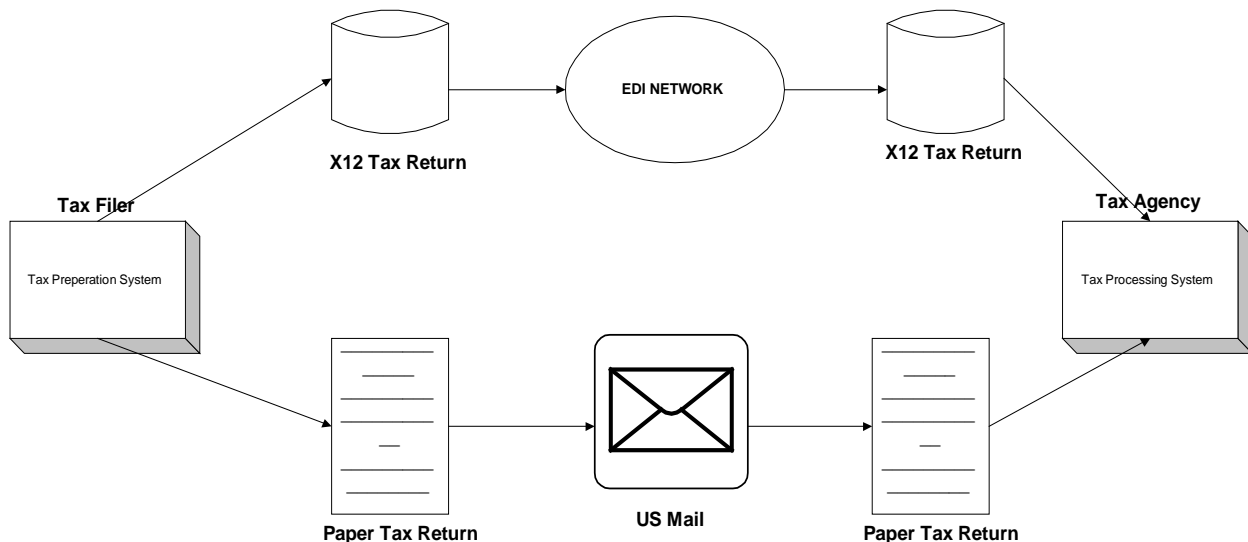 EDI NETWORK
X12 Tax Return
X12 Tax Return
Tax Filer
Tax Agency
Tax Preperation System
Tax Processing System
Paper Tax Return
US Mail
Paper Tax Return